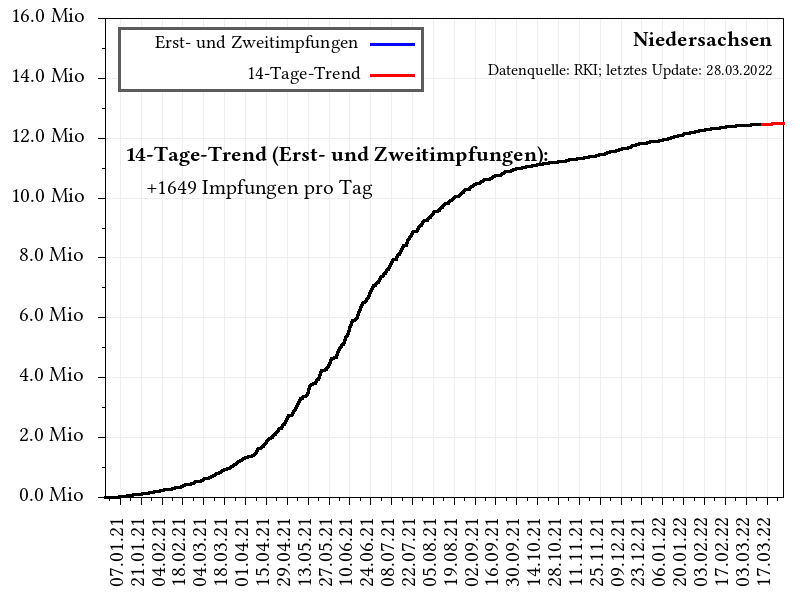 16.0 Mio
14.0 Mio
12.0 Mio
10.0 Mio
8.0 Mio
6.0 Mio
4.0 Mio
2.0 Mio
0.0 Mio
Erst- und Zweitimpfungen
14-Tage-Trend
Niedersachsen
Datenquelle: RKI; letztes Update: 28.03.2022
14-Tage-Trend (Erst- und Zweitimpfungen):
+1649 Impfungen pro Tag
07.01.21
21.01.21
04.02.21
18.02.21
04.03.21
18.03.21
01.04.21
15.04.21
29.04.21
13.05.21
27.05.21
10.06.21
24.06.21
08.07.21
22.07.21
05.08.21
19.08.21
02.09.21
16.09.21
30.09.21
14.10.21
28.10.21
11.11.21
25.11.21
09.12.21
23.12.21
06.01.22
20.01.22
03.02.22
17.02.22
03.03.22
17.03.22